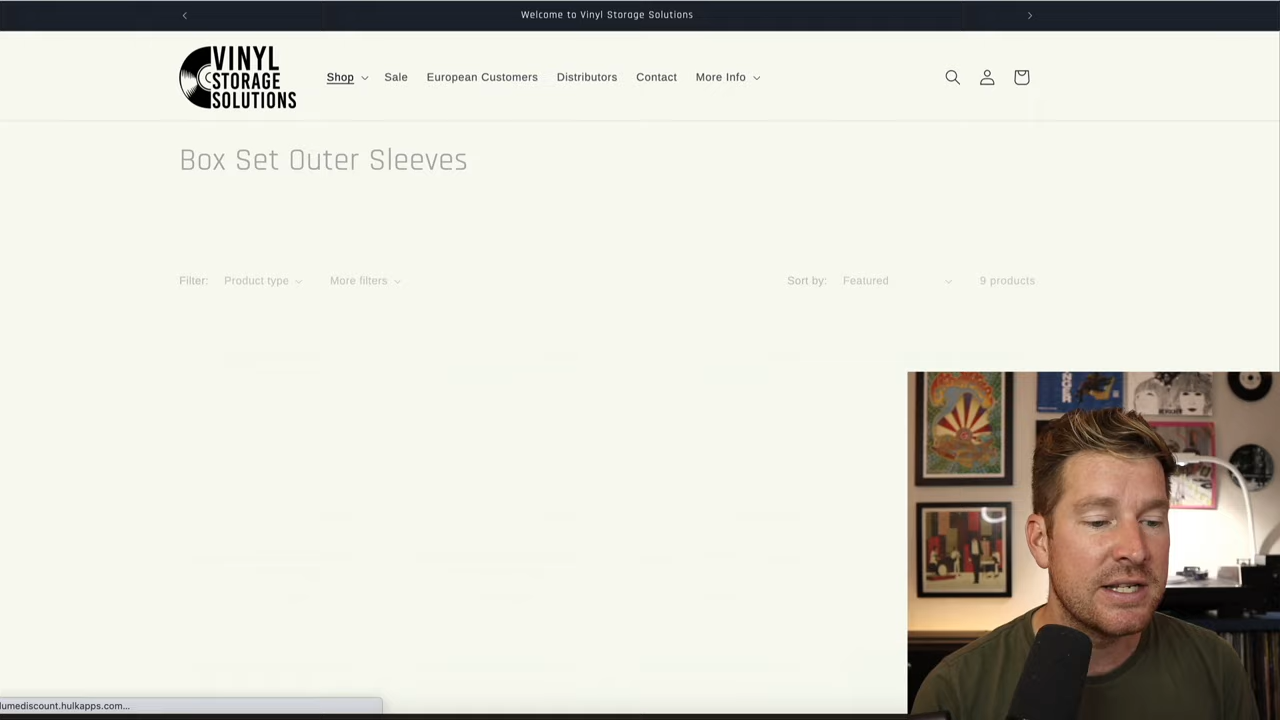 Welcome to Vinyl Storage Solutions
VINYL
STORAGE
SOLUTIONS
Shop
Sale
European Customers
Distributors
Contact
More Info
Box Set Outer Sleeves
Filter:
Product type
More filters
Sort by:
Featured
9 products
lumediscount.hulkapps.com...